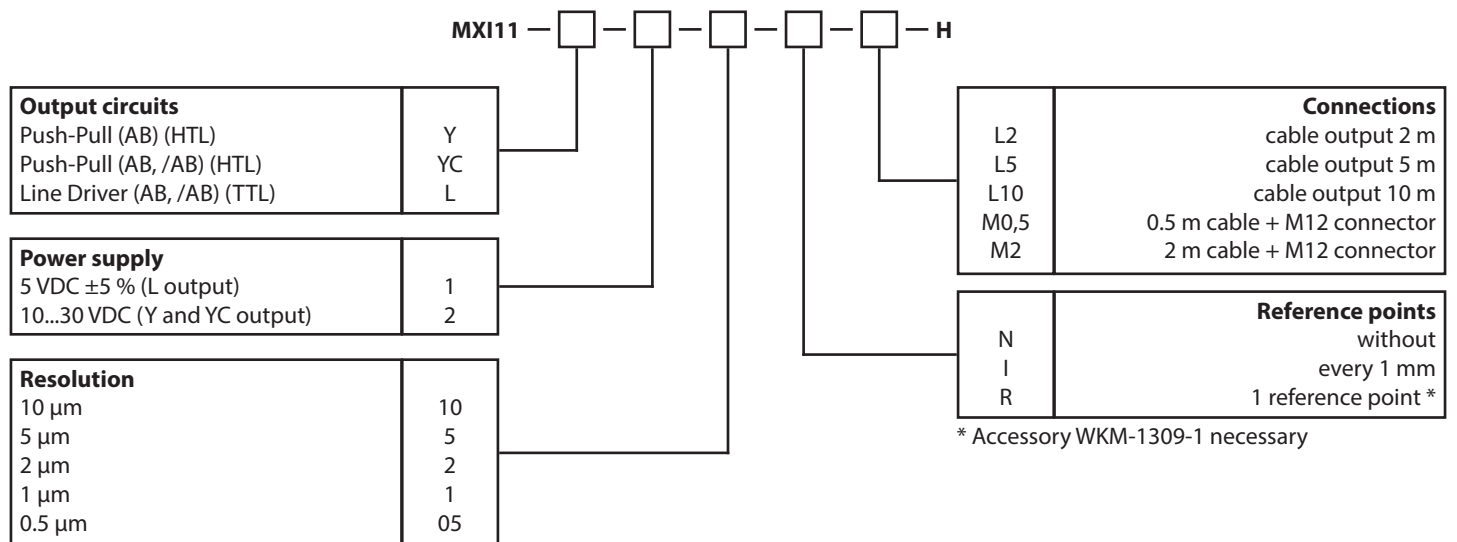 MXI11 — — — — — — H
Output circuits
Push-Pull (AB) (HTL) Y
Push-Pull (AB, /AB) (HTL) YC
Line Driver (AB, /AB) (TTL) L
Power supply
5 VDC ±5 % (L output) 1
10...30 VDC (Y and YC output) 2
Resolution
10 µm 10
5 µm 5
2 µm 2
1 µm 1
0.5 µm 05
Connections
L2 cable output 2 m
L5 cable output 5 m
L10 cable output 10 m
M0,5 0.5 m cable + M12 connector
M2 2 m cable + M12 connector
Reference points
N without
I every 1 mm
R 1 reference point *
* Accessory WKM-1309-1 necessary